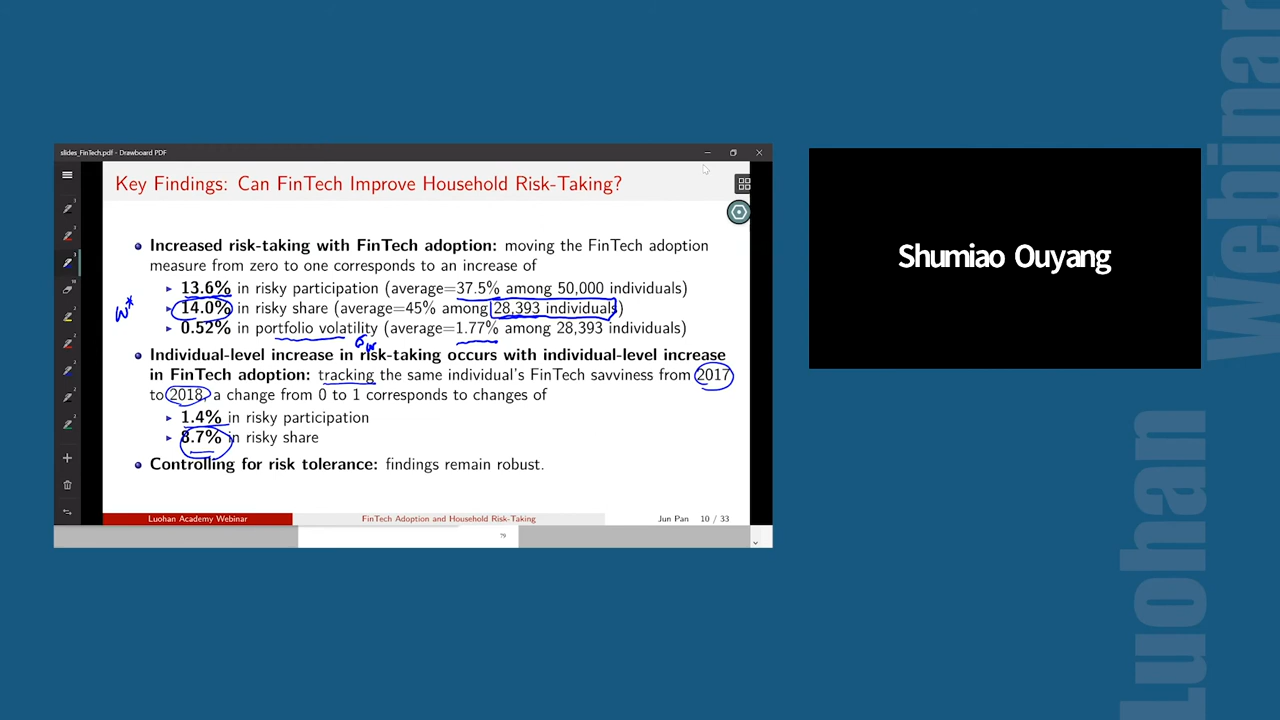 slides_FinTech.pdf - Drawboard PDF
Key Findings: Can FinTech Improve Household Risk-Taking?
Increased risk-taking with FinTech adoption: moving the FinTech adoption
measure from zero to one corresponds to an increase of
13.6% in risky participation (average=37.5% among 50,000 individuals)
w*
14.0% in risky share (average=45% among 28,393 individuals)
0.52% in portfolio volatility (average=1.77% among 28,393 individuals)
σw
Individual-level increase in risk-taking occurs with individual-level increase
in FinTech adoption: tracking the same individual's FinTech savviness from 2017
to 2018, a change from 0 to 1 corresponds to changes of
1.4% in risky participation
8.7% in risky share
Controlling for risk tolerance: findings remain robust.
Luohan Academy Webinar
FinTech Adoption and Household Risk-Taking
Jun Pan
10 / 33
79
Shumiao Ouyang
Luohan
Webinar